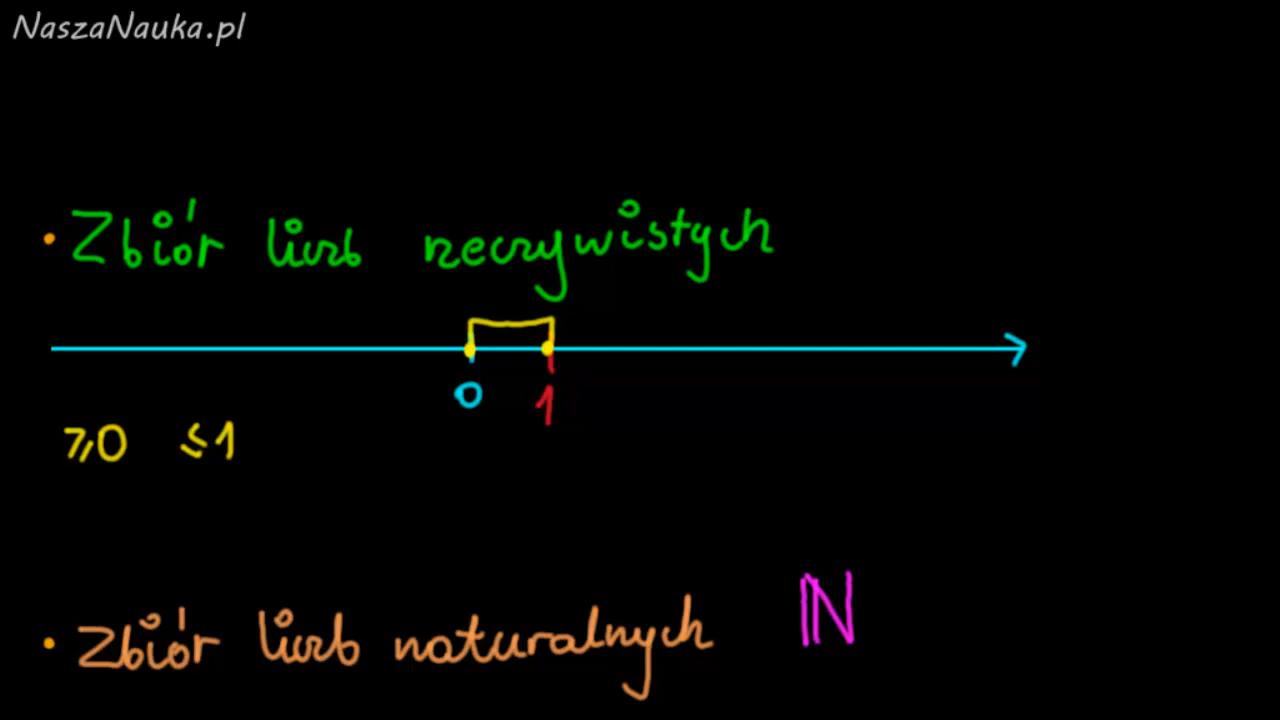 NaszaNauka.pl
• Zbiór liczb rzeczywistych
0 1
≥0 ≤1
• Zbiór liczb naturalnych ℕ